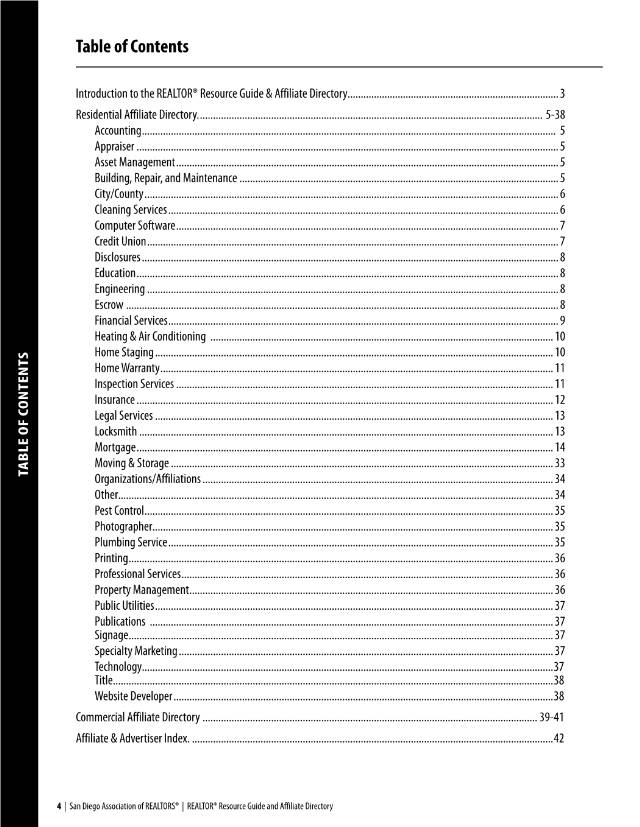 Table of Contents
Introduction to the REALTOR® Resource Guide & Affiliate Directory.....3
Residential Affiliate Directory..... 5-38
Accounting..... 5
Appraiser .....5
Asset Management.....5
Building, Repair, and Maintenance .....5
City/County.....6
Cleaning Services.....6
Computer Software.....7
Credit Union.....7
Disclosures.....8
Education.....8
Engineering .....8
Escrow .....8
Financial Services.....9
Heating & Air Conditioning .....10
Home Staging.....10
Home Warranty.....11
Inspection Services .....11
Insurance.....12
Legal Services .....13
Locksmith .....13
Mortgage.....14
Moving & Storage.....33
Organizations/Affiliations.....34
Other.....34
Pest Control.....35
Photographer.....35
Plumbing Service.....35
Printing.....36
Professional Services.....36
Property Management.....36
Public Utilities.....37
Publications .....37
Signage.....37
Specialty Marketing.....37
Technology.....37
Title.....38
Website Developer.....38
Commercial Affiliate Directory ..... 39-41
Affiliate & Advertiser Index. .....42
TABLE OF CONTENTS
4 | San Diego Association of REALTORS® | REALTOR® Resource Guide and Affiliate Directory